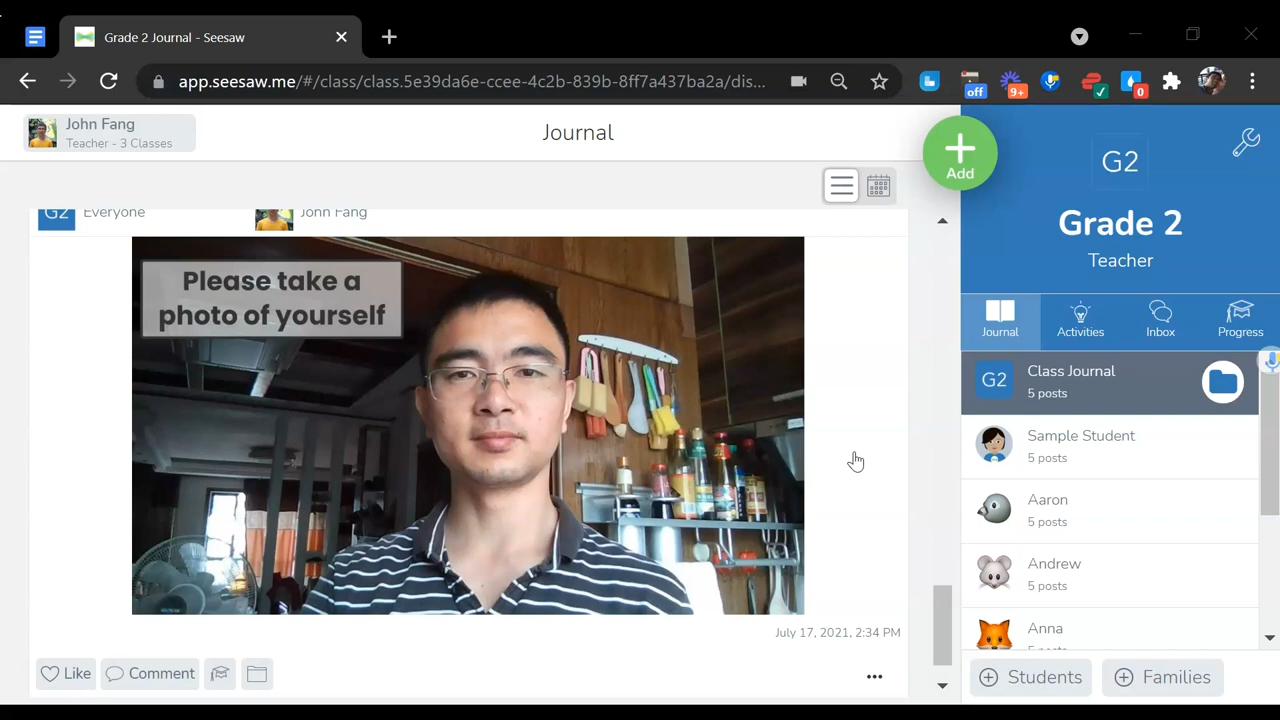 Grade 2 Journal - Seesaw
app.seesaw.me/#/class/class.5e39da6e-ccee-4c2b-839b-8ff7a437ba2a/dis...
off
9+
0
John Fang
Teacher - 3 Classes
Journal
Add
G2
Grade 2
Teacher
G2 Everyone
John Fang
Please take a
photo of yourself
Journal
Activities
Inbox
Progress
G2
Class Journal
5 posts
Sample Student
5 posts
Aaron
5 posts
Andrew
5 posts
Anna
July 17, 2021, 2:34 PM
Like
Comment
...
Students
Families